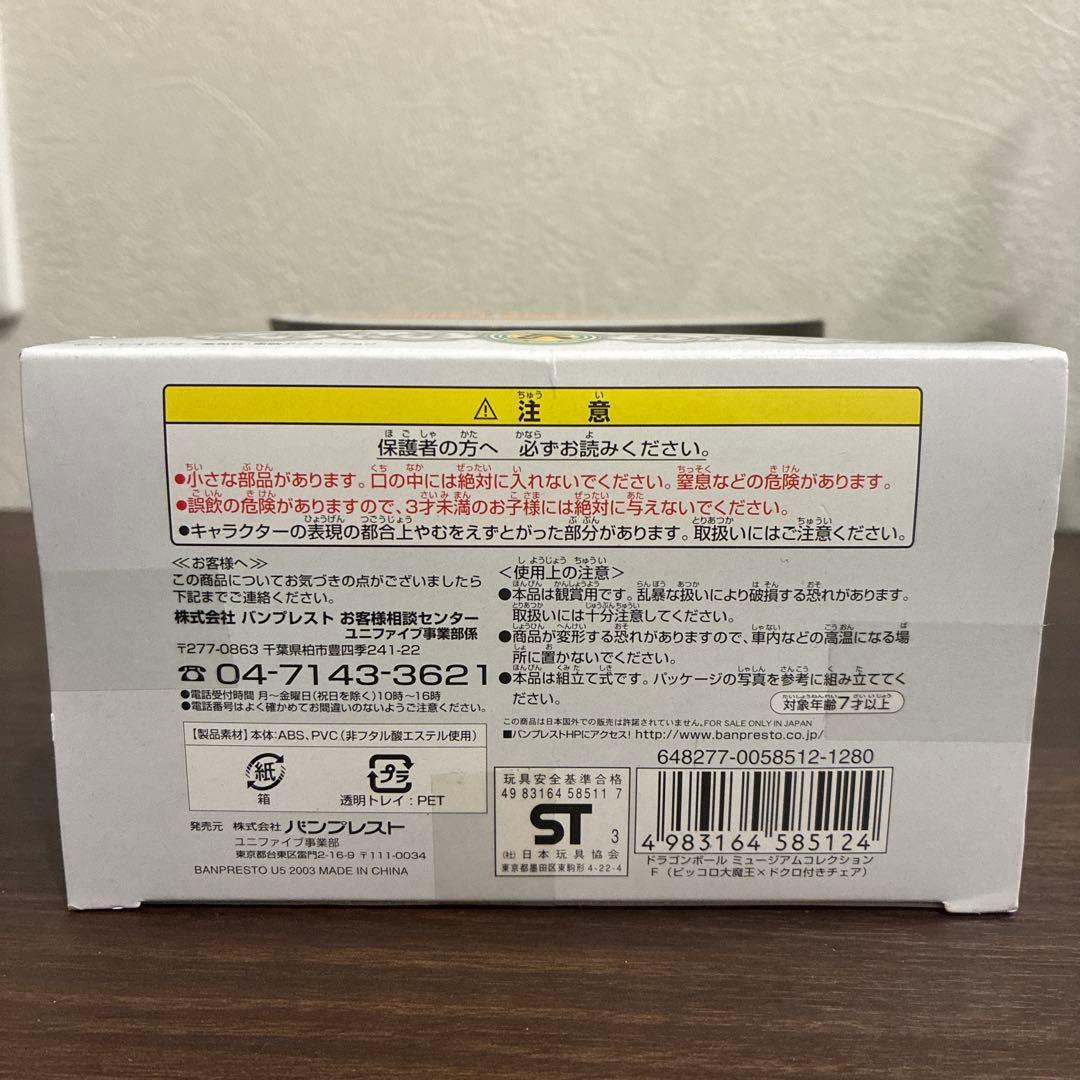 ⚠ 注意
保護者の方へ 必ずお読みください。
●小さな部品があります。口の中には絶対に入れないでください。窒息などの危険があります。
●誤飲の危険がありますので、3才未満のお子様には絶対に与えないでください。
●キャラクターの表現の都合上やむをえずとがった部分があります。取扱いにはご注意ください。
≪お客様へ≫
この商品についてお気づきの点がございましたら
下記までご連絡ください。
株式会社 バンプレスト お客様相談センター
ユニファイブ事業部係
〒277-0863 千葉県柏市豊四季241-22
☎ 04-7143-3621
●電話受付時間 月~金曜日(祝日を除く)10時~16時
●電話番号はよく確かめてお間違いのないようご注意ください。
<使用上の注意>
●本品は観賞用です。乱暴な扱いにより破損する恐れがあります。
取扱いには十分注意してください。
●商品が変形する恐れがありますので、車内などの高温になる場
所に置かないでください。
●本品は組立て式です。パッケージの写真を参考に組み立ててく
ださい。
対象年齢7才以上
この商品は日本国外での販売は許諾されていません。FOR SALE ONLY IN JAPAN
■バンプレストHPにアクセス! http://www.banpresto.co.jp/
【製品素材】本体:ABS、PVC(非フタル酸エステル使用)
紙
箱
プラ
透明トレイ:PET
発売元 株式会社 バンプレスト
ユニファイブ事業部
東京都台東区雷門2-16-9 〒111-0034
BANPRESTO U5 2003 MADE IN CHINA
玩具安全基準合格
49 83164 58511 7
ST 3
(社)日本玩具協会
東京都墨田区東駒形4-22-4
648277-0058512-1280
4 983164 585124
ドラゴンボール ミュージアムコレクション
F(ピッコロ大魔王×ドクロ付きチェア)